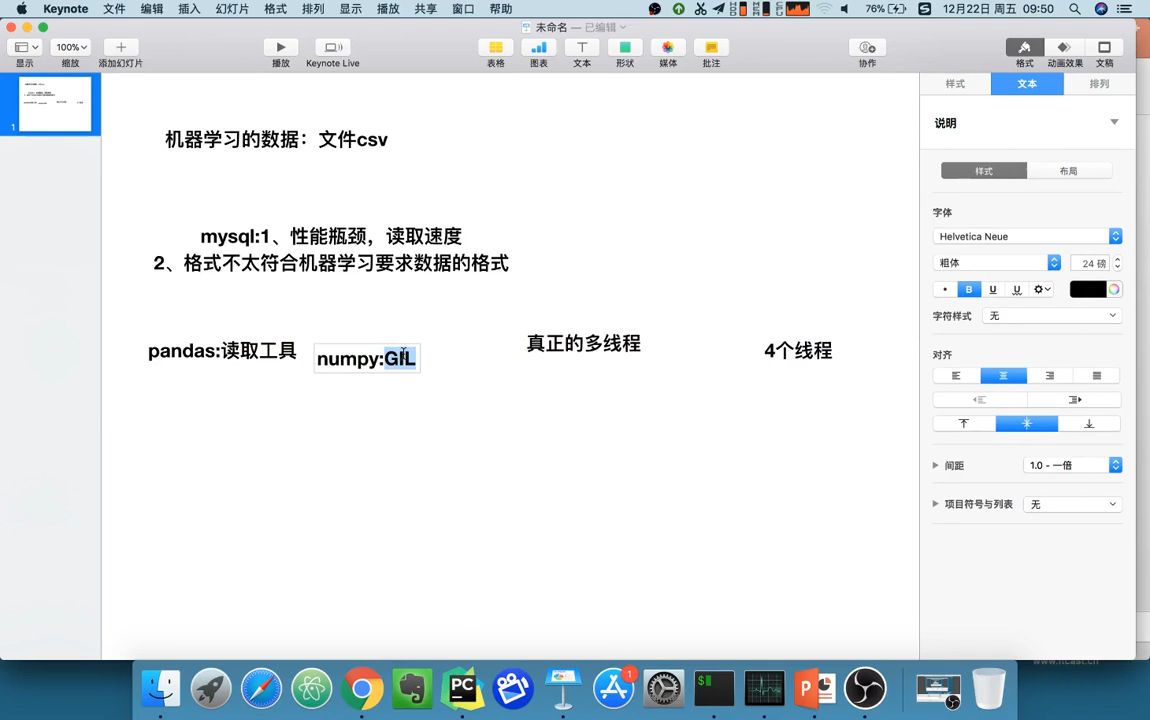 Keynote 文件 编辑 插入 幻灯片 格式 排列 显示 播放 共享 窗口 帮助 76% 12月22日 周五 09:50
未命名 — 已编辑
100%
显示 缩放 添加幻灯片 播放 Keynote Live 表格 图表 文本 形状 媒体 批注 协作 格式 动画效果 文稿
样式 文本 排列
1
机器学习的数据：文件csv
mysql:1、性能瓶颈，读取速度
2、格式不太符合机器学习要求数据的格式
pandas:读取工具
numpy:GIL
真正的多线程
4个线程
说明
样式 布局
字体
Helvetica Neue
粗体 24 磅
B U U
字符样式 无
对齐
间距 1.0 - 一倍
项目符号与列表 无
PC
1
$
P
www.itcast.cn